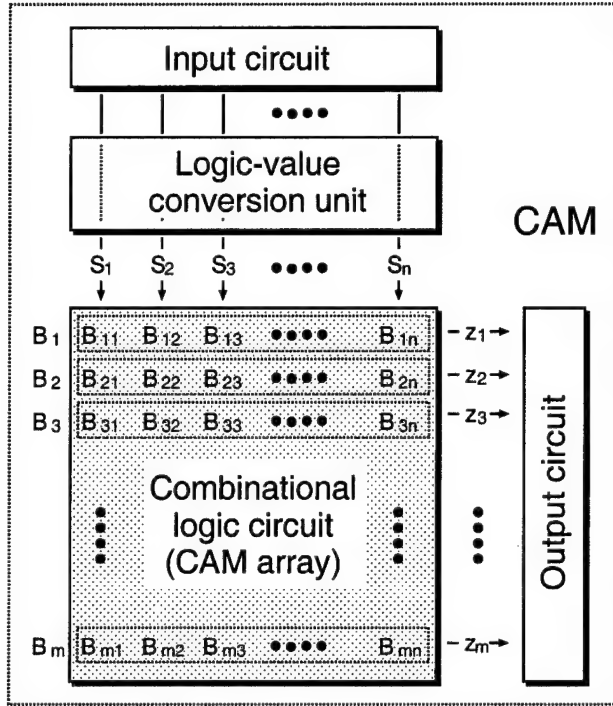 Input circuit
Logic-value
conversion unit
CAM
S1 S2 S3 Sn
B1 B11 B12 B13 B1n z1
B2 B21 B22 B23 B2n z2
B3 B31 B32 B33 B3n z3
Combinational
logic circuit
(CAM array)
Output circuit
Bm Bm1 Bm2 Bm3 Bmn zm